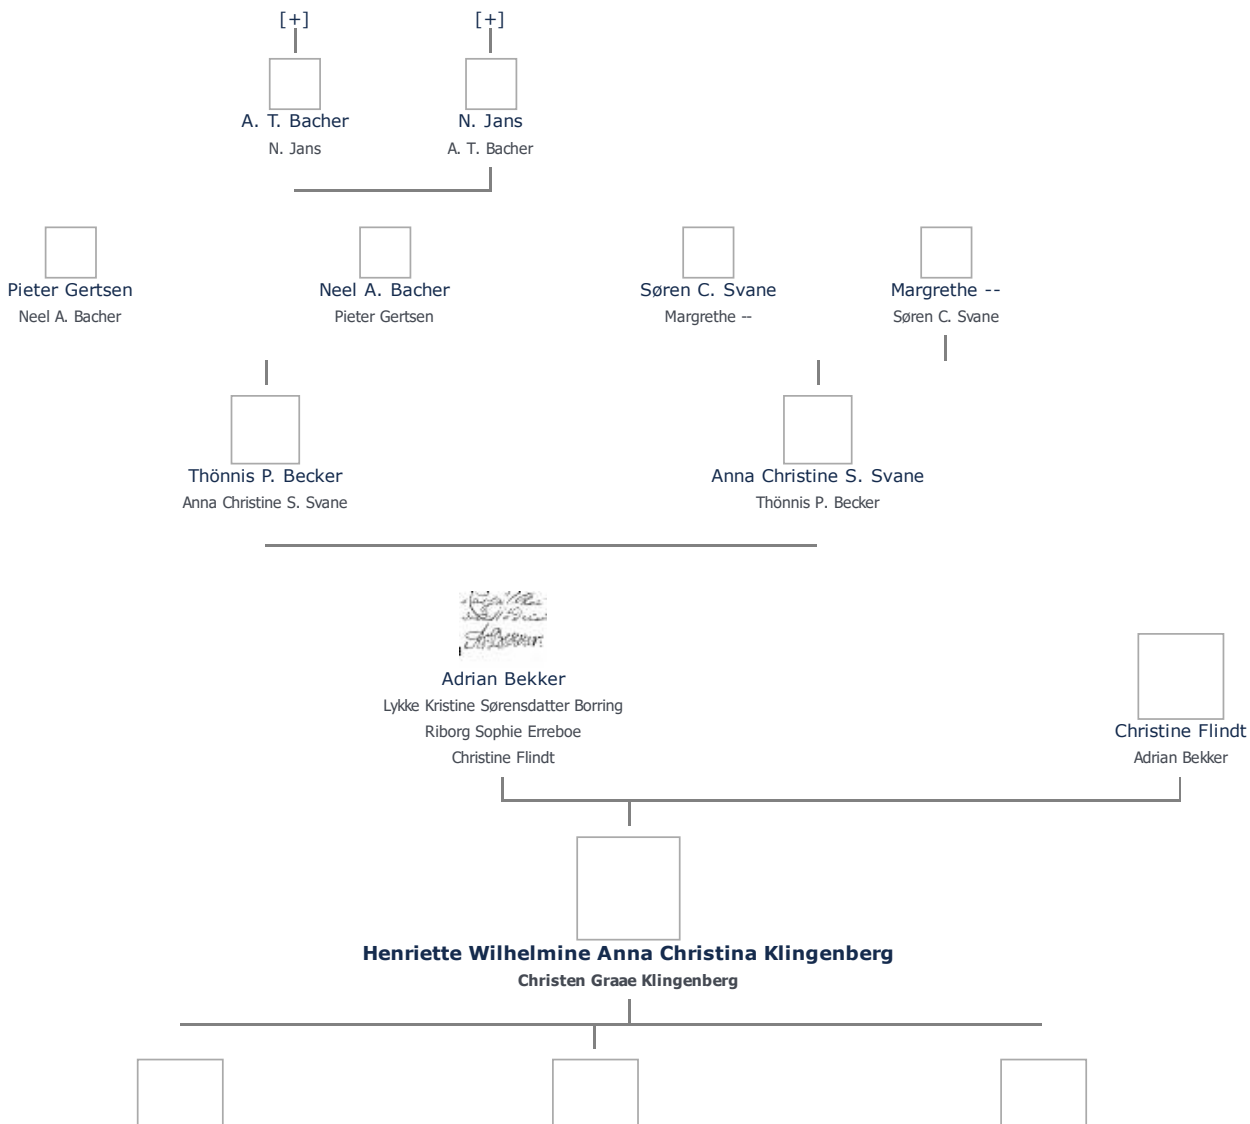 [+]
[+]
A. T. Bacher
N. Jans
N. Jans
A. T. Bacher
Pieter Gertsen
Neel A. Bacher
Neel A. Bacher
Pieter Gertsen
Søren C. Svane
Margrethe --
Margrethe --
Søren C. Svane
Thönnis P. Becker
Anna Christine S. Svane
Anna Christine S. Svane
Thönnis P. Becker
Adrian Bekker
Lykke Kristine Sørensdatter Borring
Riborg Sophie Erreboe
Christine Flindt
Christine Flindt
Adrian Bekker
Henriette Wilhelmine Anna Christina Klingenberg
Christen Graae Klingenberg